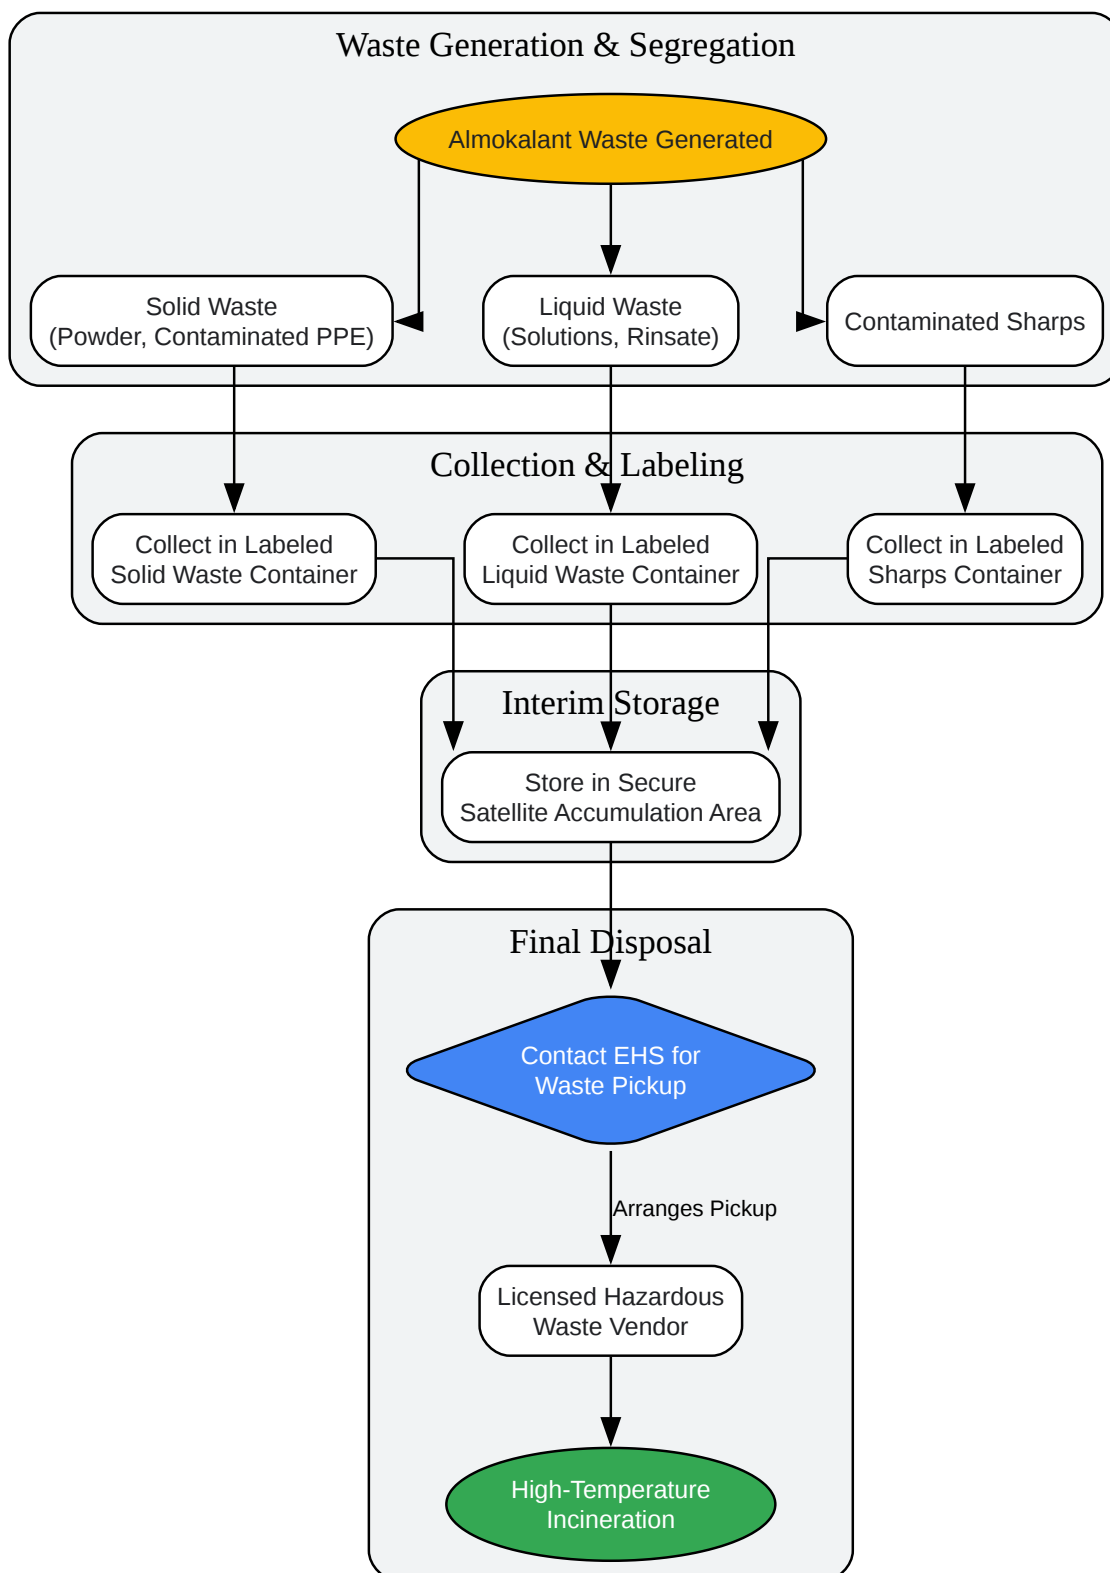 Waste Generation & Segregation
Almokalant Waste Generated
Solid Waste
(Powder, Contaminated PPE)
Liquid Waste
(Solutions, Rinsate)
Contaminated Sharps
Collection & Labeling
Collect in Labeled
Solid Waste Container
Collect in Labeled
Liquid Waste Container
Collect in Labeled
Sharps Container
Interim Storage
Store in Secure
Satellite Accumulation Area
Final Disposal
Contact EHS for
Waste Pickup
Arranges Pickup
Licensed Hazardous
Waste Vendor
High-Temperature
Incineration